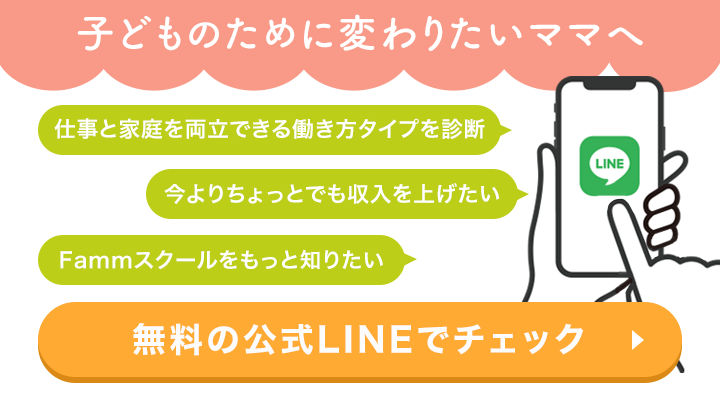 子どものために変わりたいママへ
仕事と家庭を両立できる働き方タイプを診断
今よりちょっとでも収入を上げたい
LINE
Fammスクールをもっと知りたい
無料の公式LINEでチェック